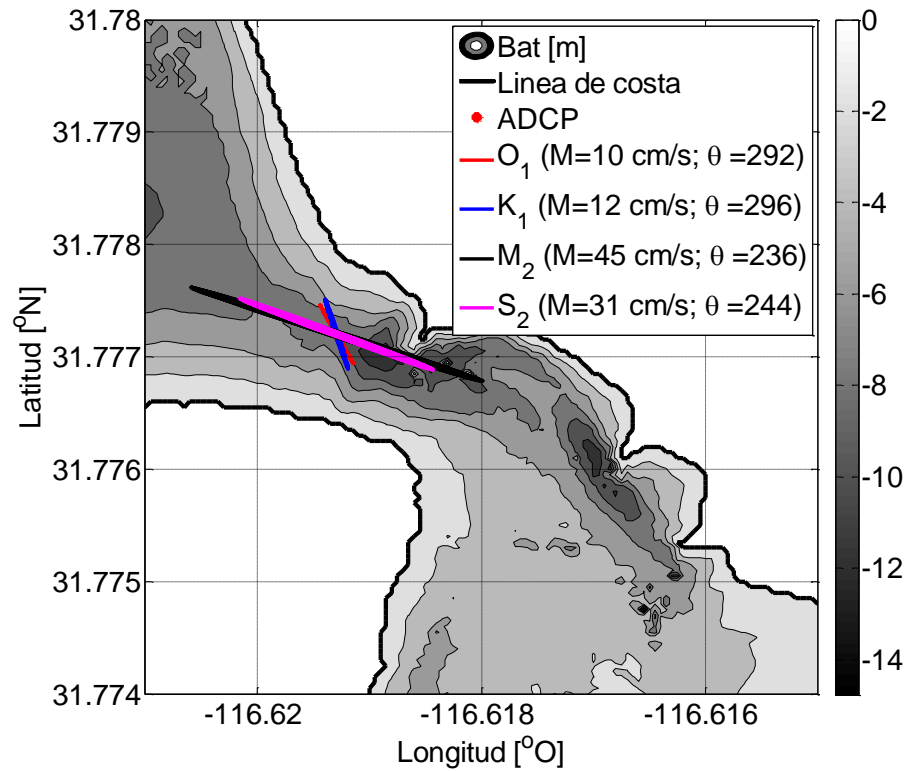 31.78
31.779
31.778
31.777
31.776
31.775
31.774
Latitud [°N]
-116.62
-116.618
-116.616
Longitud [°O]
Bat [m]
Linea de costa
ADCP
O₁ (M=10 cm/s; θ =292)
K₁ (M=12 cm/s; θ =296)
M₂ (M=45 cm/s; θ =236)
S₂ (M=31 cm/s; θ =244)
0
-2
-4
-6
-8
-10
-12
-14